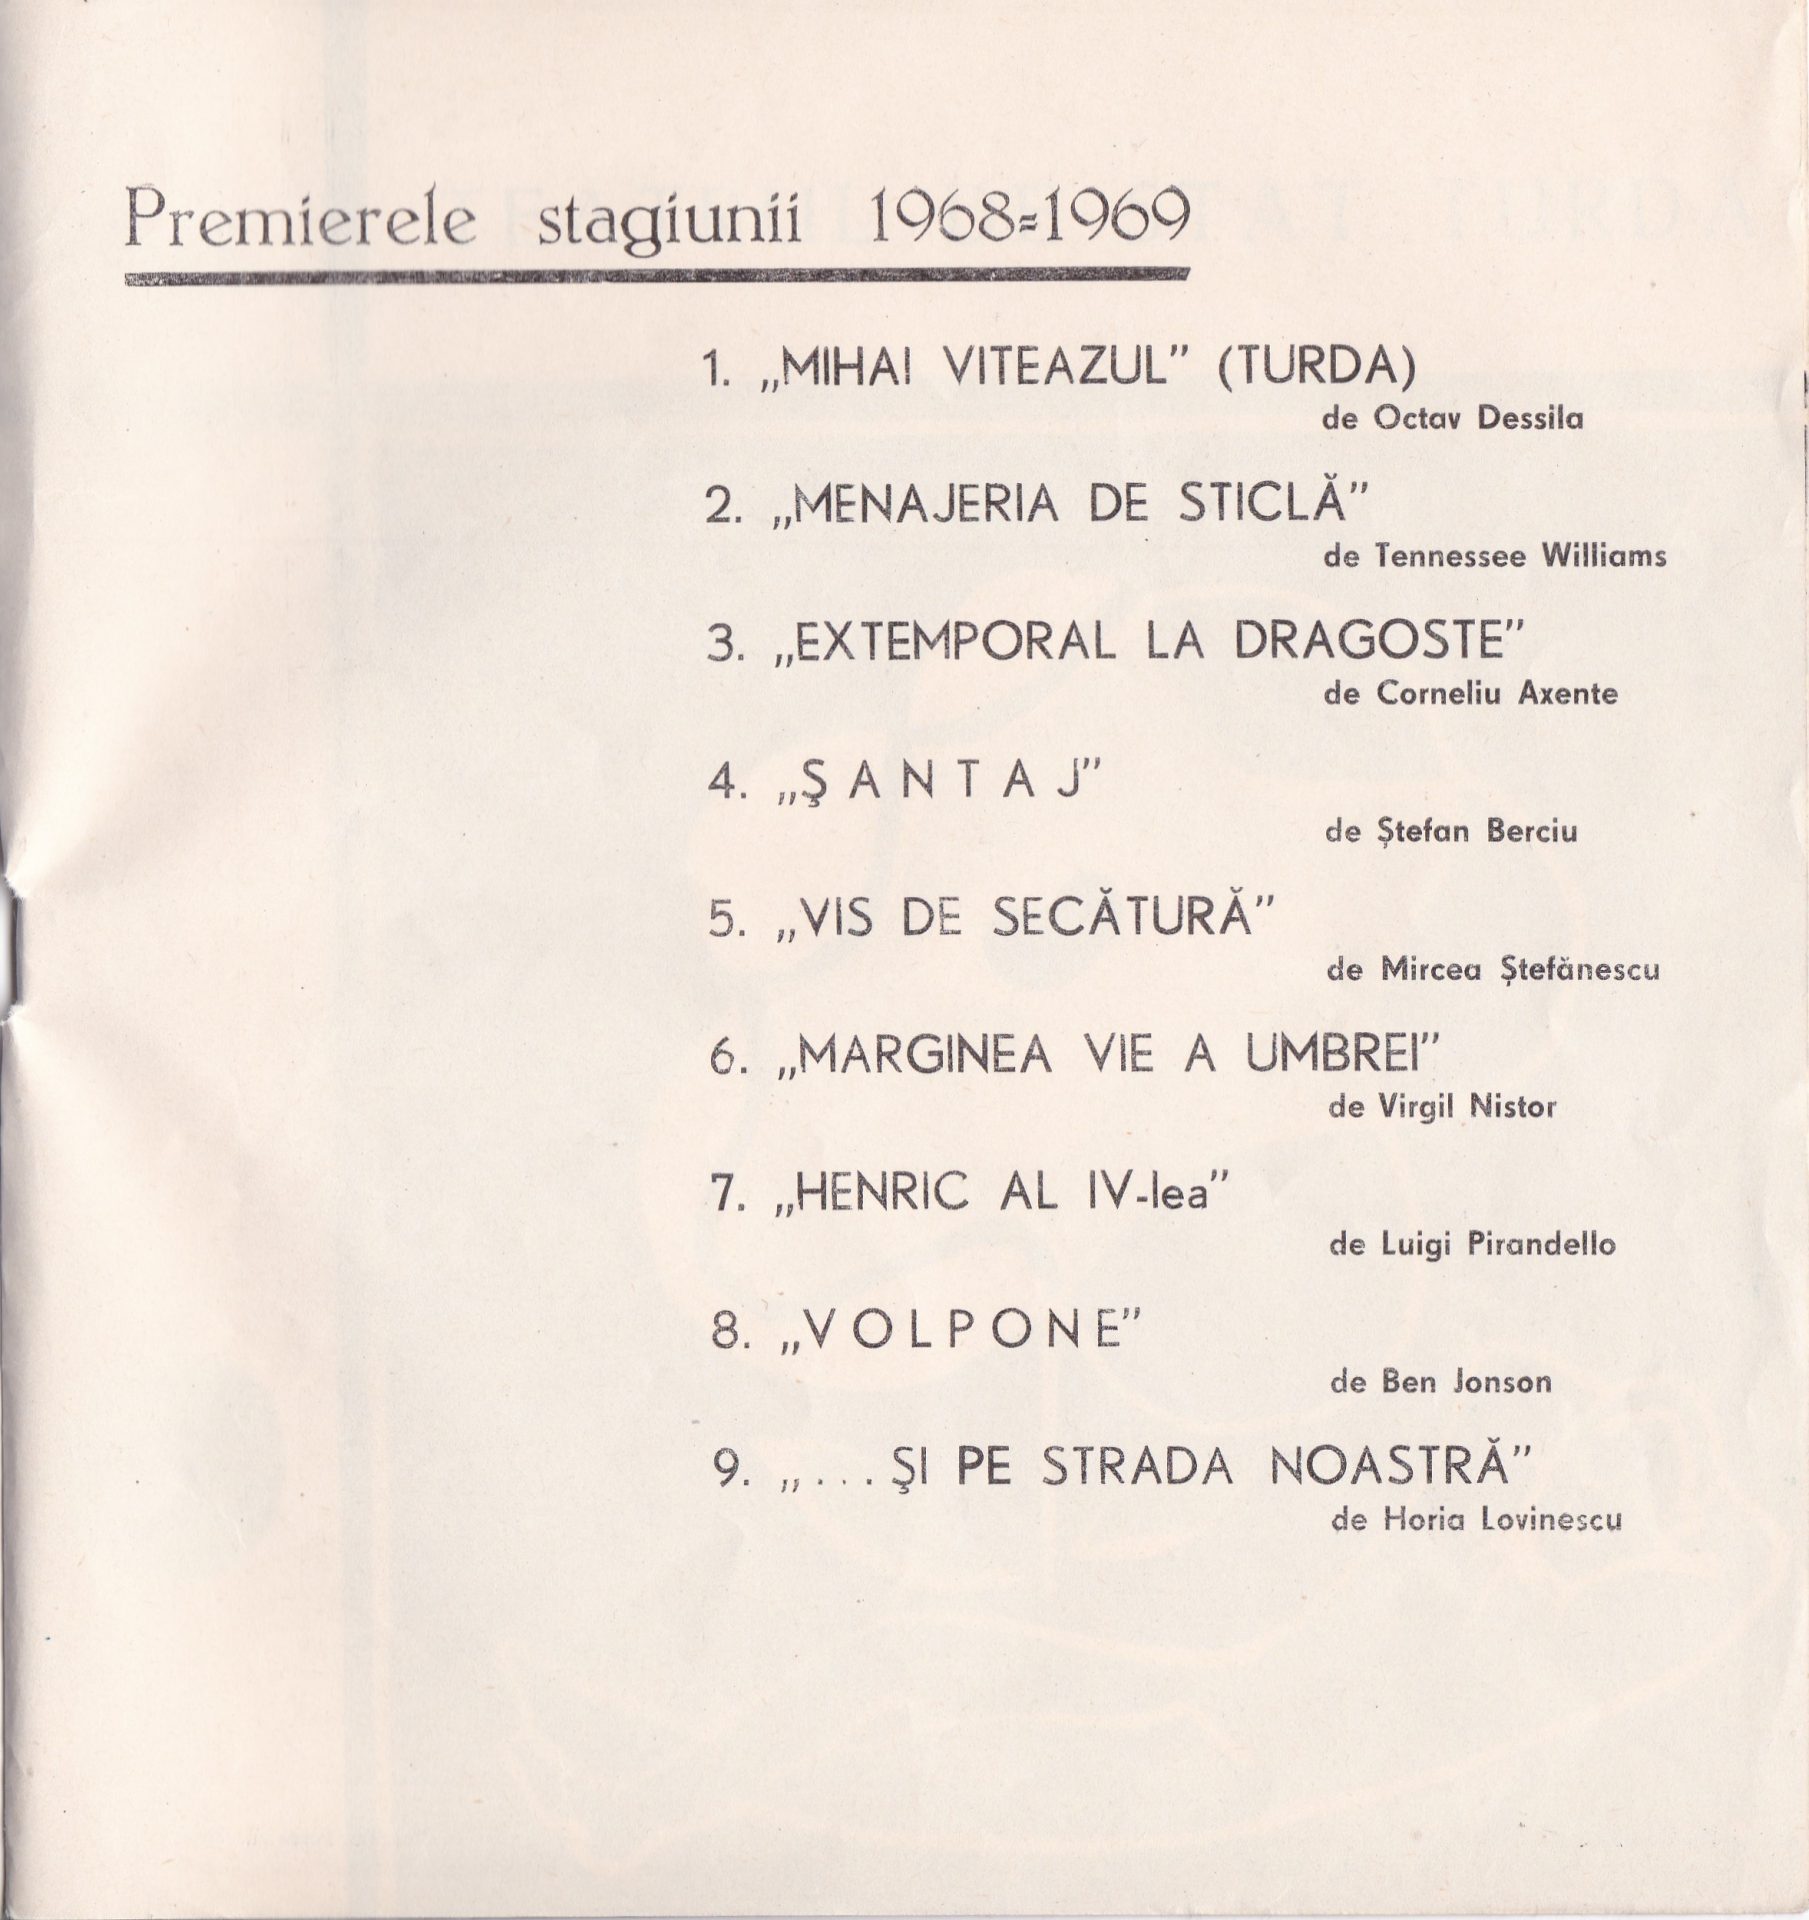 Premierele stagiunii 1968=1969
1. „MIHAI VITEAZUL” (TURDA)
de Octav Dessila
2. „MENAJERIA DE STICLĂ”
de Tennessee Williams
3. „EXTEMPORAL LA DRAGOSTE”
de Corneliu Axente
4. „ŞANTAJ”
de Ștefan Berciu
5. „VIS DE SECĂTURĂ”
de Mircea Ștefănescu
6. „MARGINEA VIE A UMBREI”
de Virgil Nistor
7. „HENRIC AL IV-lea”
de Luigi Pirandello
8. „VOLPONE”
de Ben Jonson
9. „...ŞI PE STRADA NOASTRĂ”
de Horia Lovinescu